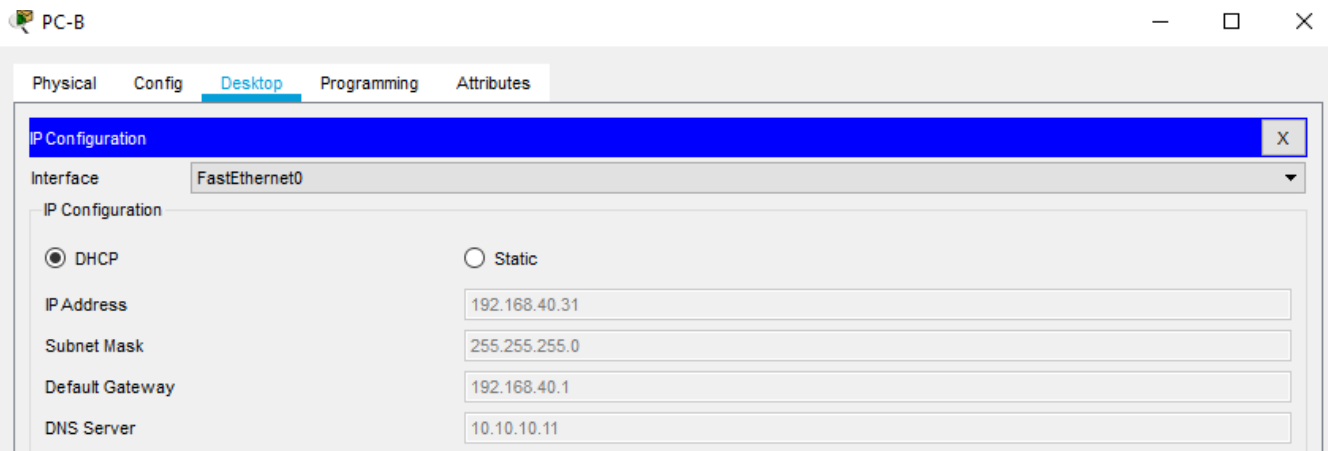 PC-B
Physical Config Desktop Programming Attributes
IP Configuration X
Interface FastEthernet0
IP Configuration
DHCP Static
IP Address 192.168.40.31
Subnet Mask 255.255.255.0
Default Gateway 192.168.40.1
DNS Server 10.10.10.11